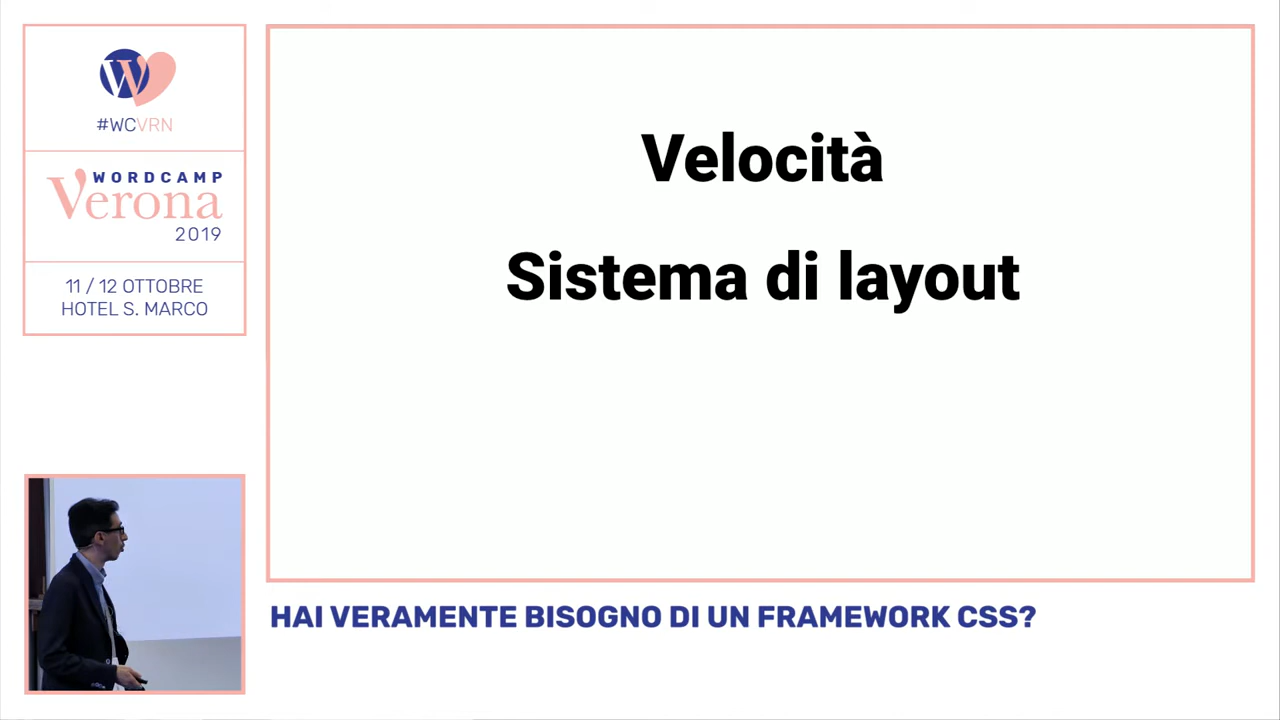 #WCVRN
WORDCAMP
Verona
2019
11 / 12 OTTOBRE
HOTEL S. MARCO
Velocità
Sistema di layout
HAI VERAMENTE BISOGNO DI UN FRAMEWORK CSS?